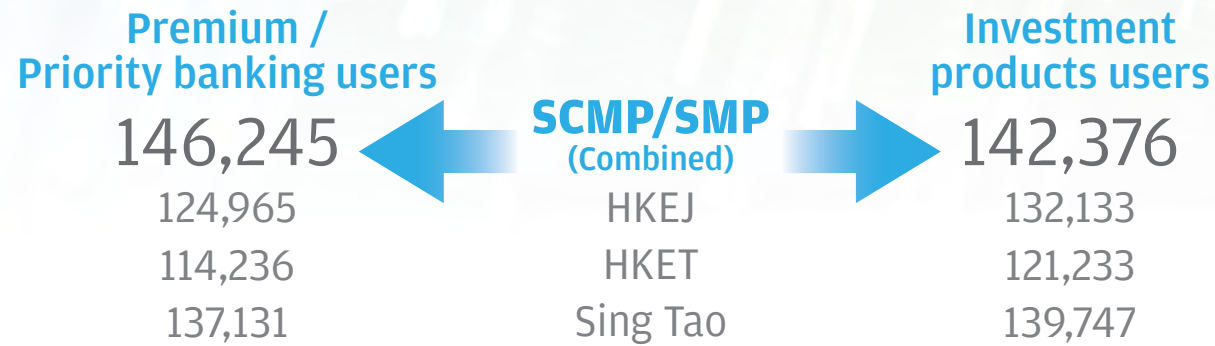 Premium /
Priority banking users
Investment
products users
146,245
SCMP/SMP
(Combined)
142,376
124,965
HKEJ
132,133
114,236
HKET
121,233
137,131
Sing Tao
139,747